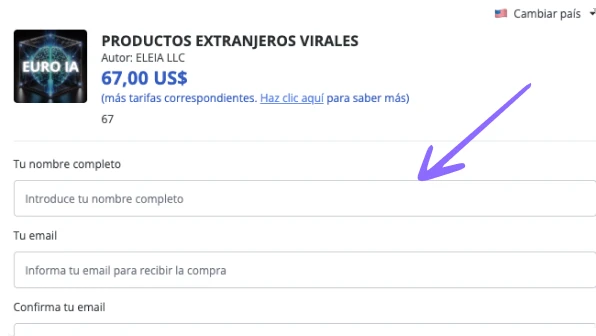 Cambiar país
PRODUCTOS EXTRANJEROS VIRALES
Autor: ELEIA LLC
EURO IA
67,00 US$
(más tarifas correspondientes. Haz clic aquí para saber más)
67
Tu nombre completo
Introduce tu nombre completo
Tu email
Informa tu email para recibir la compra
Confirma tu email